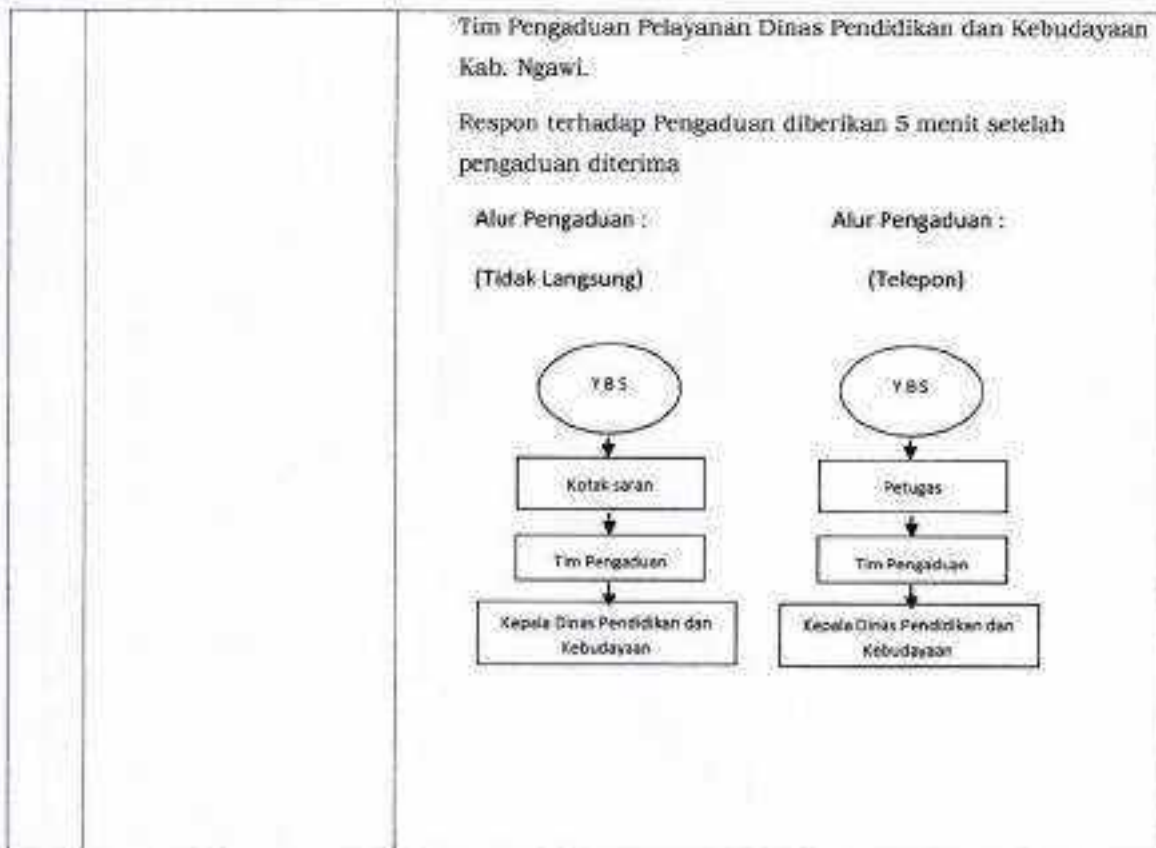 Tim Pengaduan Pelayanan Dinas Pendidikan dan Kebudayaan
Kab. Ngawi.
Respon terhadap Pengaduan diberikan 5 menit setelah
pengaduan diterima
Alur Pengaduan :
(Tidak Langsung)
Y B S
Kotak saran
Tim Pengaduan
Kepala Dinas Pendidikan dan
Kebudayaan
Alur Pengaduan :
(Telepon)
Y B S
Petugas
Tim Pengaduan
Kepala Dinas Pendidikan dan
Kebudayaan